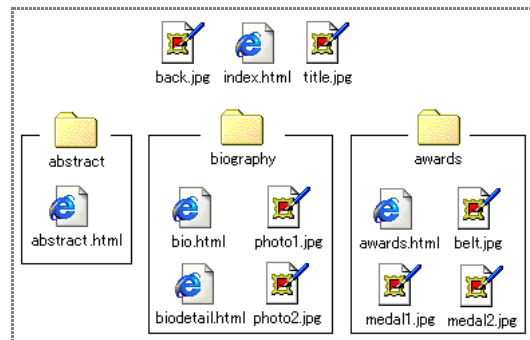 back.jpg index.html title.jpg
abstract
abstract.html
biography
bio.html photo1.jpg
biodetail.html photo2.jpg
awards
awards.html belt.jpg
medal1.jpg medal2.jpg